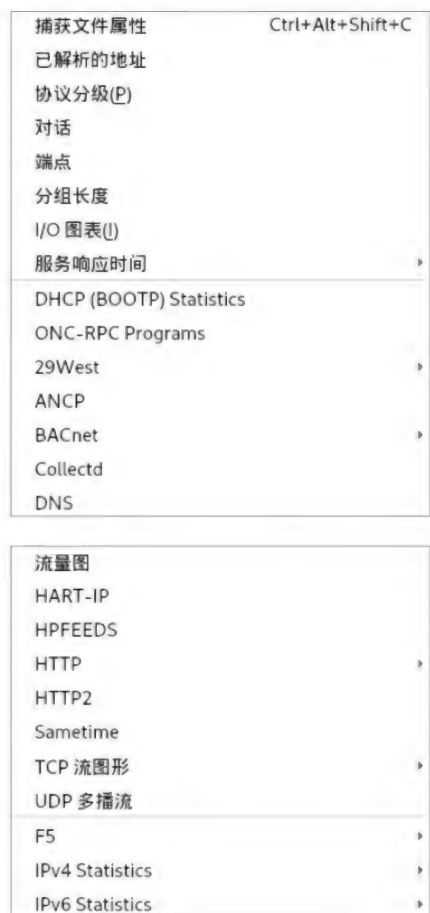 捕获文件属性 Ctrl+Alt+Shift+C
已解析的地址
协议分级(P)
对话
端点
分组长度
I/O 图表(I)
服务响应时间
DHCP (BOOTP) Statistics
ONC-RPC Programs
29West
ANCP
BACnet
Collectd
DNS
流量图
HART-IP
HPFEEDS
HTTP
HTTP2
Sametime
TCP 流图形
UDP 多播流
F5
IPv4 Statistics
IPv6 Statistics